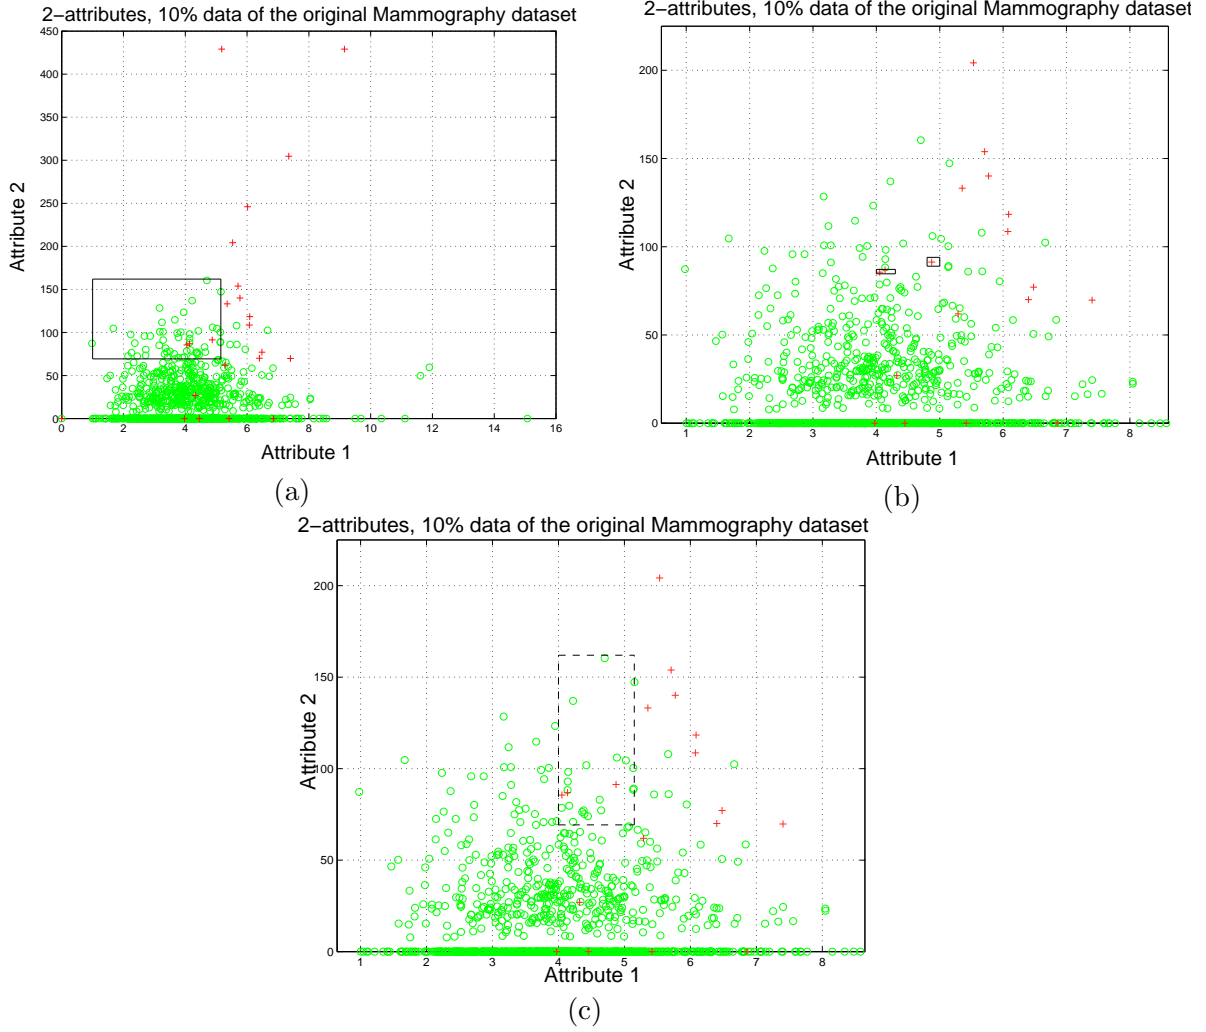 2−attributes, 10% data of the original Mammography dataset
450
400
350
300
250
200
150
100
50
0
0 2 4 6 8 10 12 14 16
Attribute 2
Attribute 1
(a)
2−attributes, 10% data of the original Mammography dataset
200
150
100
50
0
1 2 3 4 5 6 7 8
Attribute 2
Attribute 1
(b)
2−attributes, 10% data of the original Mammography dataset
200
150
100
50
0
1 2 3 4 5 6 7 8
Attribute 2
Attribute 1
(c)